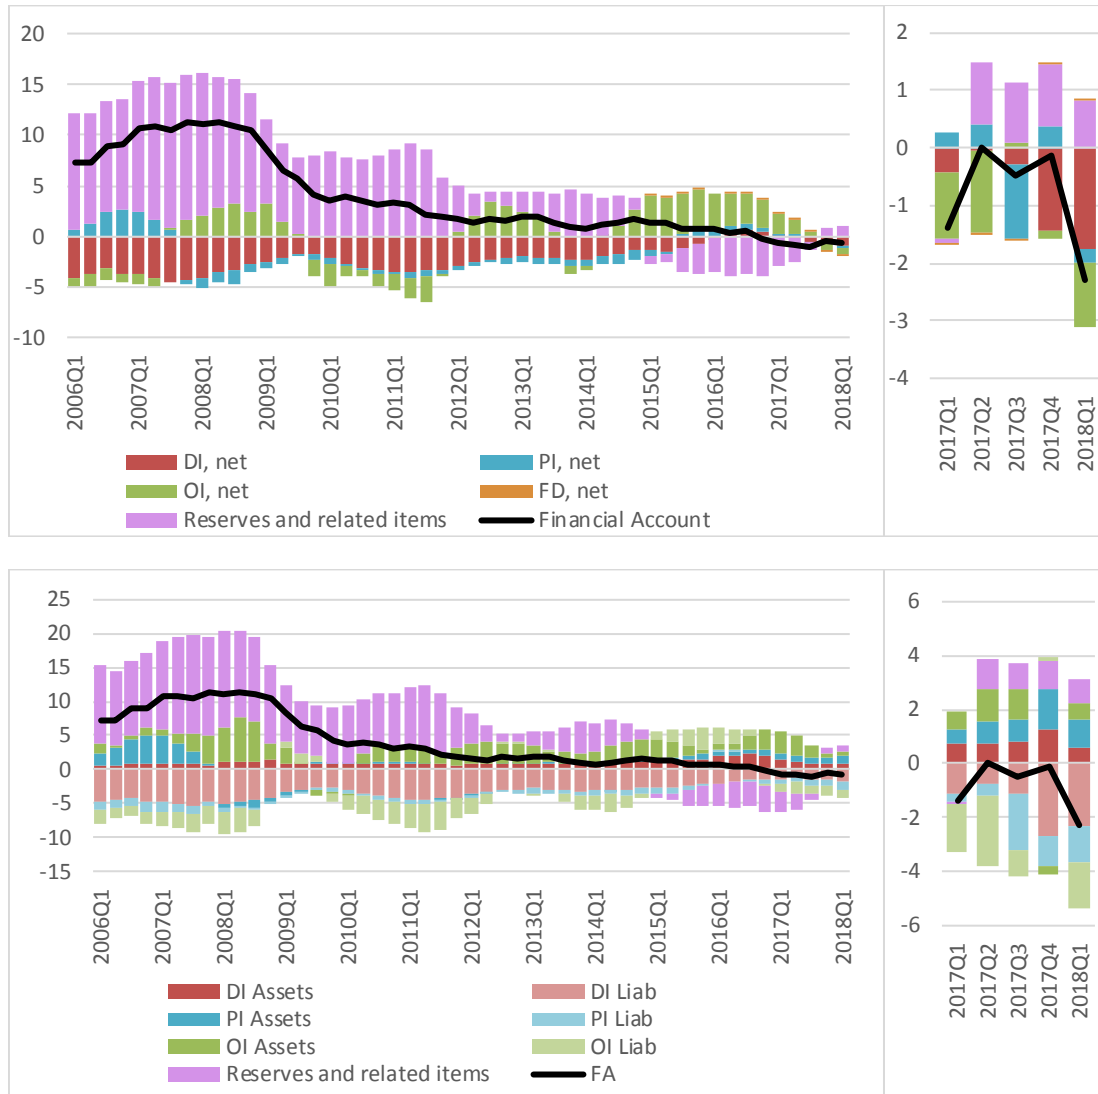 20
15
10
5
0
-5
-10
2006Q1
2007Q1
2008Q1
2009Q1
2010Q1
2011Q1
2012Q1
2013Q1
2014Q1
2015Q1
2016Q1
2017Q1
2018Q1
DI, net
PI, net
OI, net
FD, net
Reserves and related items
Financial Account
2
1
0
-1
-2
-3
-4
2017Q1
2017Q2
2017Q3
2017Q4
2018Q1
25
20
15
10
5
0
-5
-10
-15
2006Q1
2007Q1
2008Q1
2009Q1
2010Q1
2011Q1
2012Q1
2013Q1
2014Q1
2015Q1
2016Q1
2017Q1
2018Q1
DI Assets
DI Liab
PI Assets
PI Liab
OI Assets
OI Liab
Reserves and related items
FA
6
4
2
0
-2
-4
-6
2017Q1
2017Q2
2017Q3
2017Q4
2018Q1